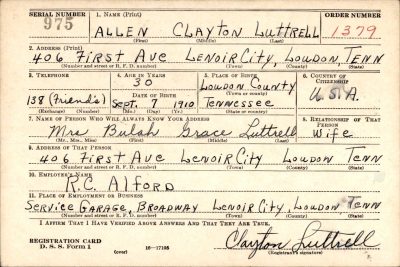 SERIAL NUMBER 1. NAME (Print) ORDER NUMBER
975 ALLEN CLAYTON LUTTRELL 1379
(First) (Middle) (Last)
2. ADDRESS (Print)
406 FIRST AVE LENOIR CITY, LOUDON, TENN
(Number and street or R. F. D. number) (Town) (County) (State)
3. TELEPHONE 4. AGE IN YEARS 5. PLACE OF BIRTH 6. COUNTRY OF CITIZENSHIP
30 LOUDON COUNTY
DATE OF BIRTH (Town or county)
138 (Friend's) Sept. 7 1910 TENNESSEE U.S.A.
(Exchange) (Number) (Mo.) (Day) (Yr.) (State or country)
7. NAME OF PERSON WHO WILL ALWAYS KNOW YOUR ADDRESS 8. RELATIONSHIP OF THAT PERSON
Mrs Bulah Grace Luttrell Wife
(Mr., Mrs., Miss) (First) (Middle) (Last)
9. ADDRESS OF THAT PERSON
406 First Ave Lenoir City Loudon Tenn
(Number and street or R. F. D. number) (Town) (County) (State)
10. EMPLOYER'S NAME
R.C. Alford
11. PLACE OF EMPLOYMENT OR BUSINESS
SERVICE GARAGE, BROADWAY LENOIR CITY, LOUDON TENN
(Number and street or R. F. D. number) (Town) (County) (State)
I AFFIRM THAT I HAVE VERIFIED ABOVE ANSWERS AND THAT THEY ARE TRUE.
REGISTRATION CARD
D. S. S. Form 1 (over) 16—17105 Clayton Luttrell
(Registrant's signature)